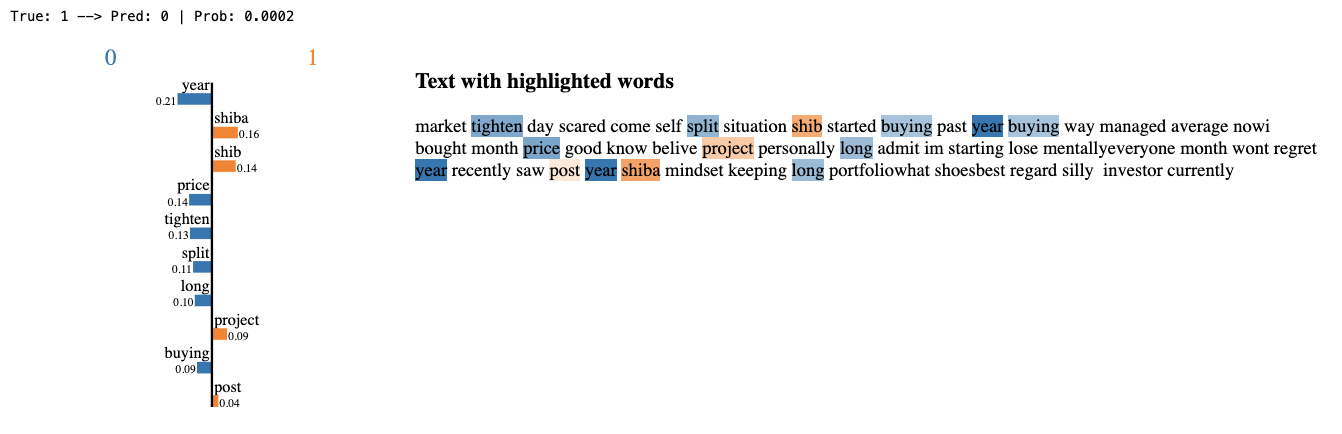 True: 1 --> Pred: 0 | Prob: 0.0002
0
1
year
0.21
shiba
0.16
shib
0.14
price
0.14
tighten
0.13
split
0.11
long
0.10
project
0.09
buying
0.09
post
0.04
Text with highlighted words
market tighten day scared come self split situation shib started buying past year buying way managed average nowi
bought month price good know belive project personally long admit im starting lose mentallyeveryone month wont regret
year recently saw post year shiba mindset keeping long portfoliowhat shoesbest regard silly  investor currently